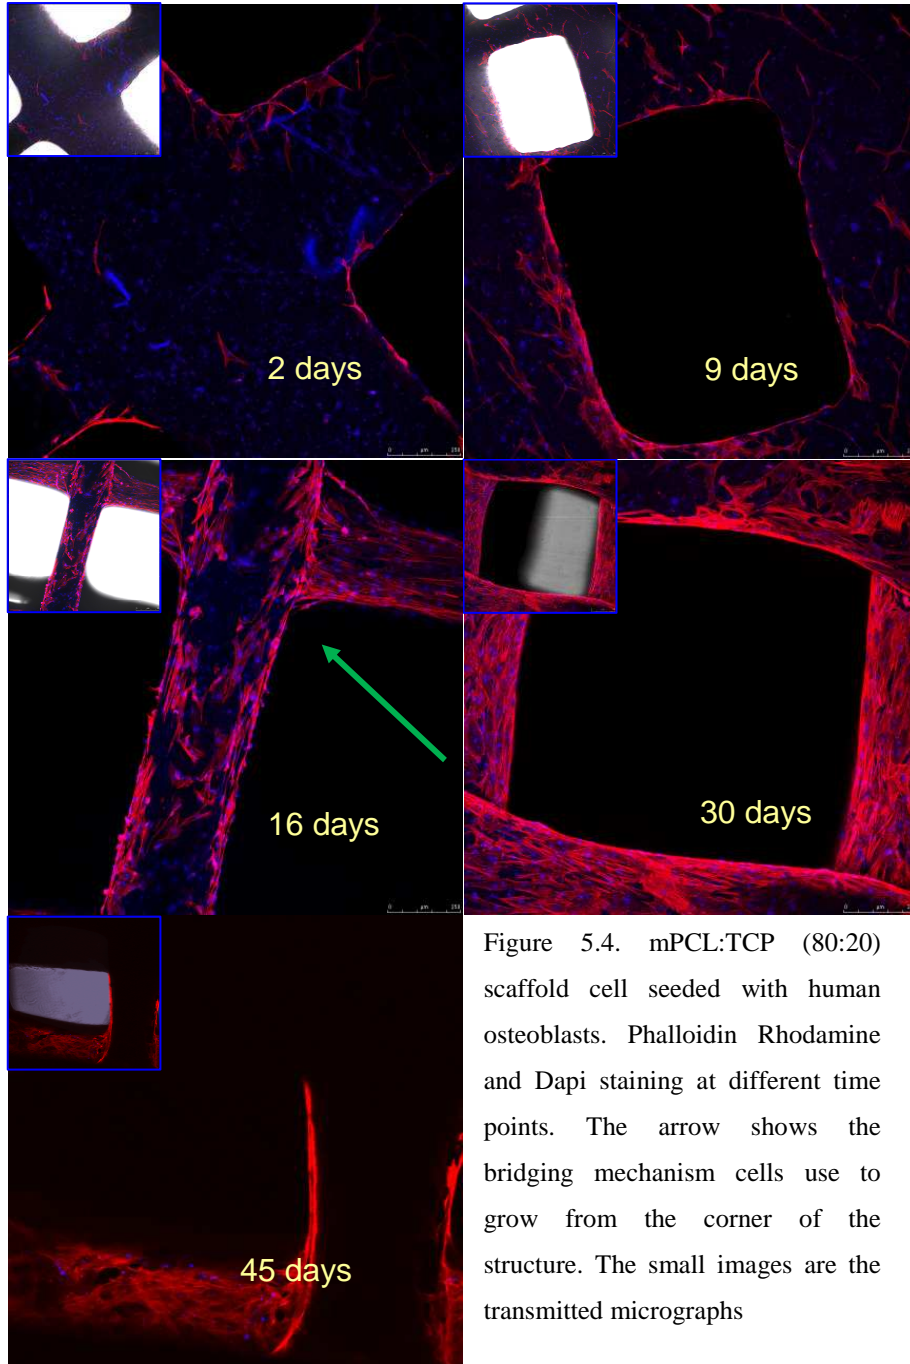 2 days
9 days
16 days
30 days
45 days
Figure 5.4. mPCL:TCP (80:20)
scaffold cell seeded with human
osteoblasts. Phalloidin Rhodamine
and Dapi staining at different time
points. The arrow shows the
bridging mechanism cells use to
grow from the corner of the
structure. The small images are the
transmitted micrographs